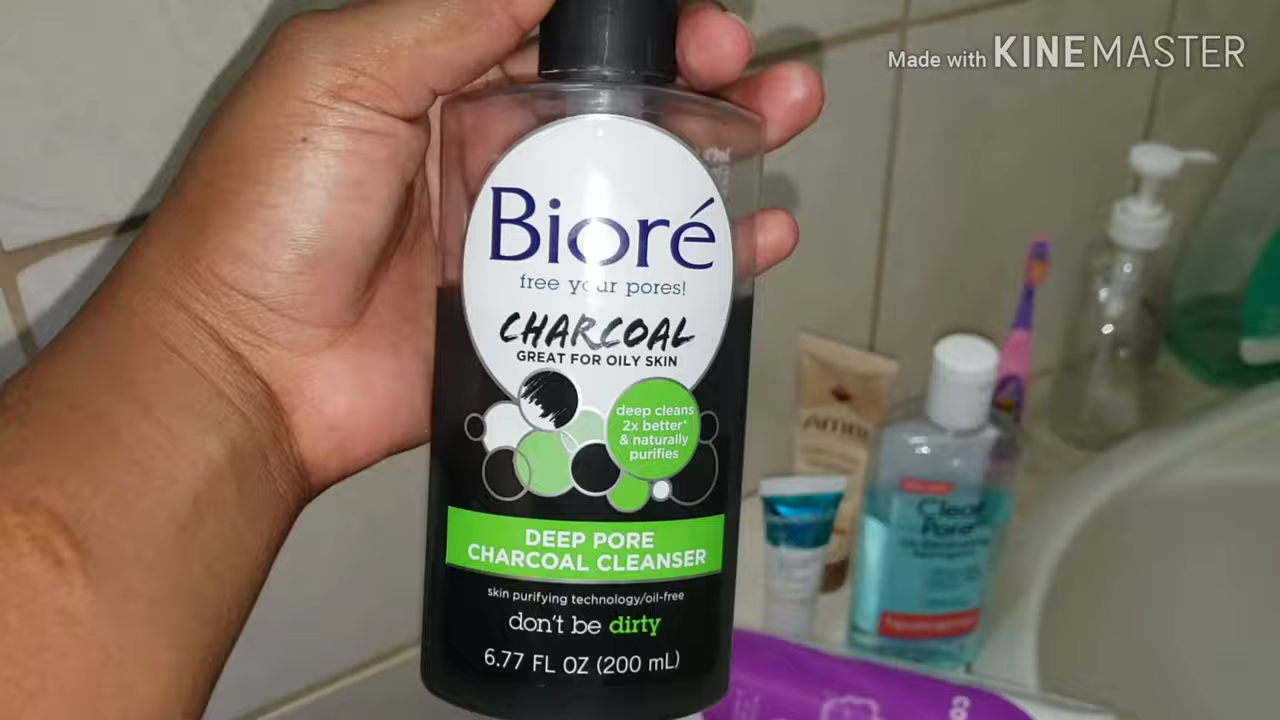 Made with KINEMASTER
Bioré
free your pores!
CHARCOAL
GREAT FOR OILY SKIN
deep cleans
2x better*
& naturally
purifies
DEEP PORE
CHARCOAL CLEANSER
skin purifying technology/oil-free
don't be dirty
6.77 FL OZ (200 mL)
Clear
Pore